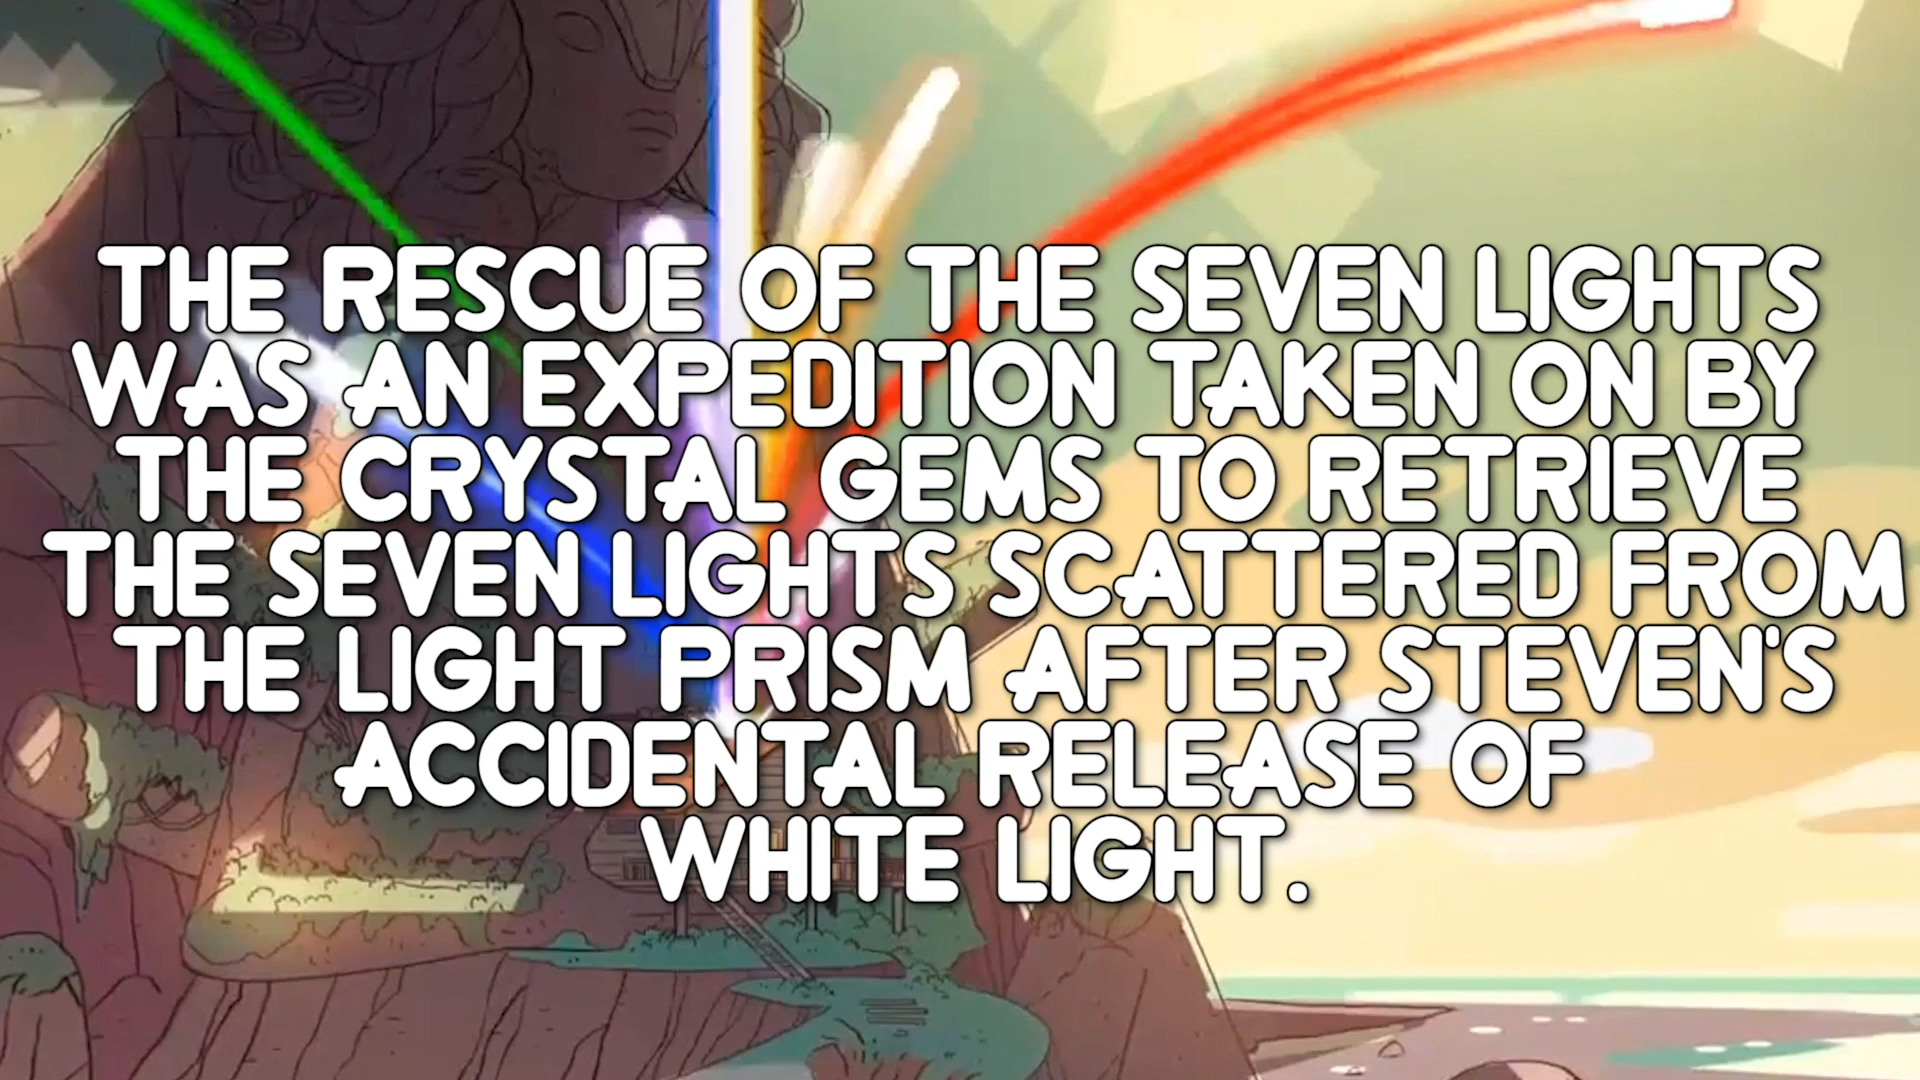 THE RESCUE OF THE SEVEN LIGHTS
WAS AN EXPEDITION TAKEN ON BY
THE CRYSTAL GEMS TO RETRIEVE
THE SEVEN LIGHTS SCATTERED FROM
THE LIGHT PRISM AFTER STEVEN'S
ACCIDENTAL RELEASE OF
WHITE LIGHT.